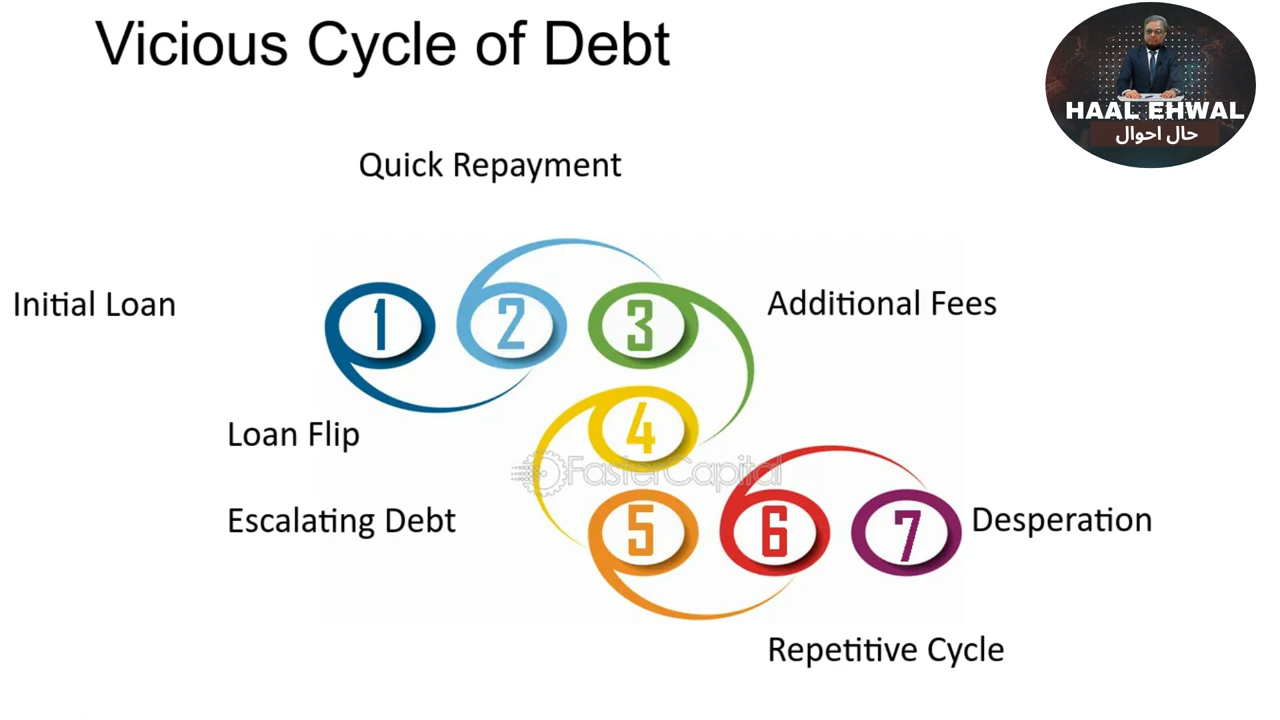 Vicious Cycle of Debt
HAAL EHWAL
حال احوال
Quick Repayment
Initial Loan
1
2
3
Additional Fees
Loan Flip
4
FasterCapital
Escalating Debt
5
6
7
Desperation
Repetitive Cycle